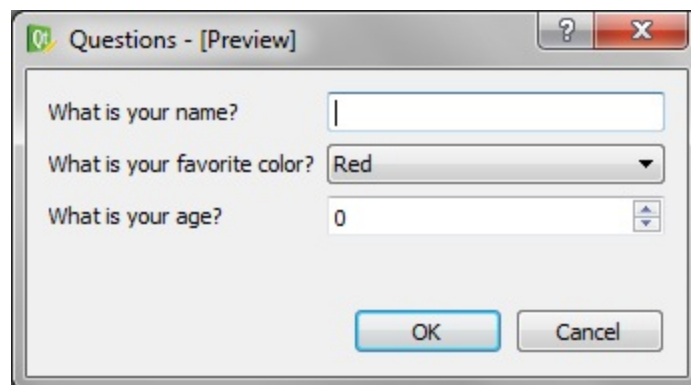 Qt Questions - [Preview] ? X
What is your name?
What is your favorite color? Red
What is your age? 0
OK Cancel